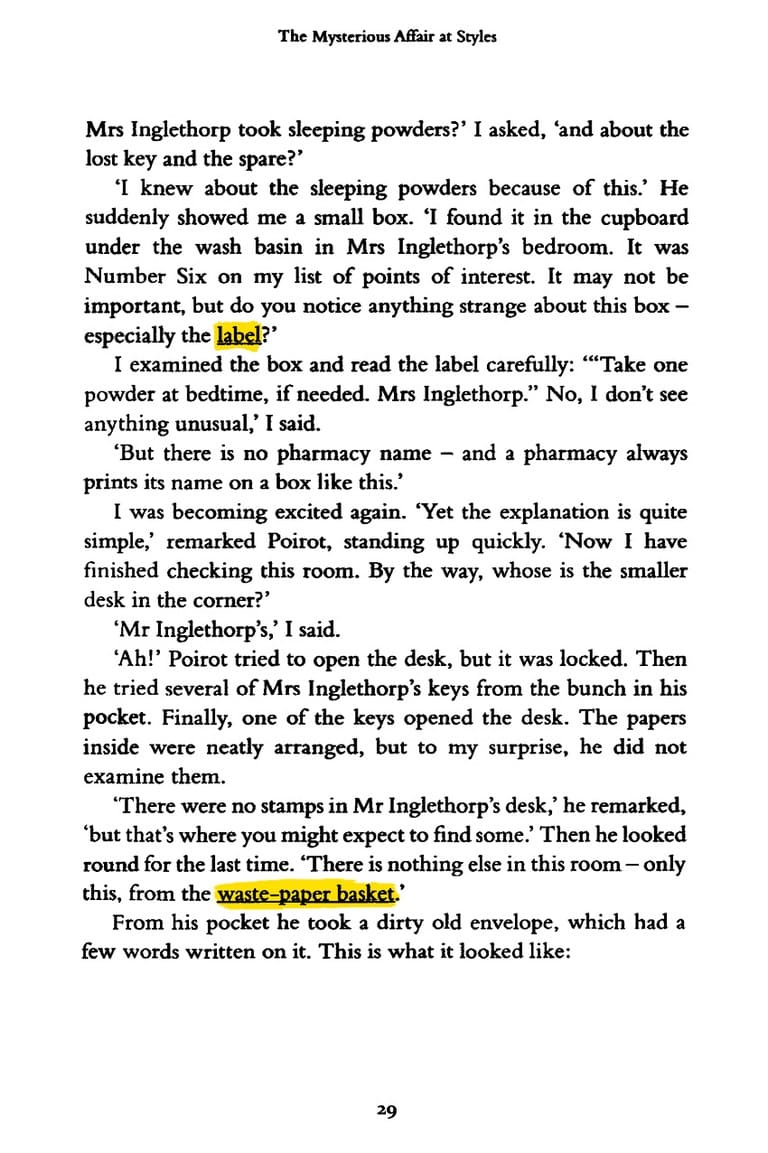 The Mysterious Affair at Styles
Mrs Inglethorp took sleeping powders?’ I asked, ‘and about the
lost key and the spare?’
‘I knew about the sleeping powders because of this.’ He
suddenly showed me a small box. ‘I found it in the cupboard
under the wash basin in Mrs Inglethorp’s bedroom. It was
Number Six on my list of points of interest. It may not be
important, but do you notice anything strange about this box –
especially the label?’
I examined the box and read the label carefully: ‘“Take one
powder at bedtime, if needed. Mrs Inglethorp.” No, I don’t see
anything unusual,’ I said.
‘But there is no pharmacy name – and a pharmacy always
prints its name on a box like this.’
I was becoming excited again. ‘Yet the explanation is quite
simple,’ remarked Poirot, standing up quickly. ‘Now I have
finished checking this room. By the way, whose is the smaller
desk in the corner?’
‘Mr Inglethorp’s,’ I said.
‘Ah!’ Poirot tried to open the desk, but it was locked. Then
he tried several of Mrs Inglethorp’s keys from the bunch in his
pocket. Finally, one of the keys opened the desk. The papers
inside were neatly arranged, but to my surprise, he did not
examine them.
‘There were no stamps in Mr Inglethorp’s desk,’ he remarked,
‘but that’s where you might expect to find some.’ Then he looked
round for the last time. ‘There is nothing else in this room – only
this, from the waste-paper basket.’
From his pocket he took a dirty old envelope, which had a
few words written on it. This is what it looked like:
29